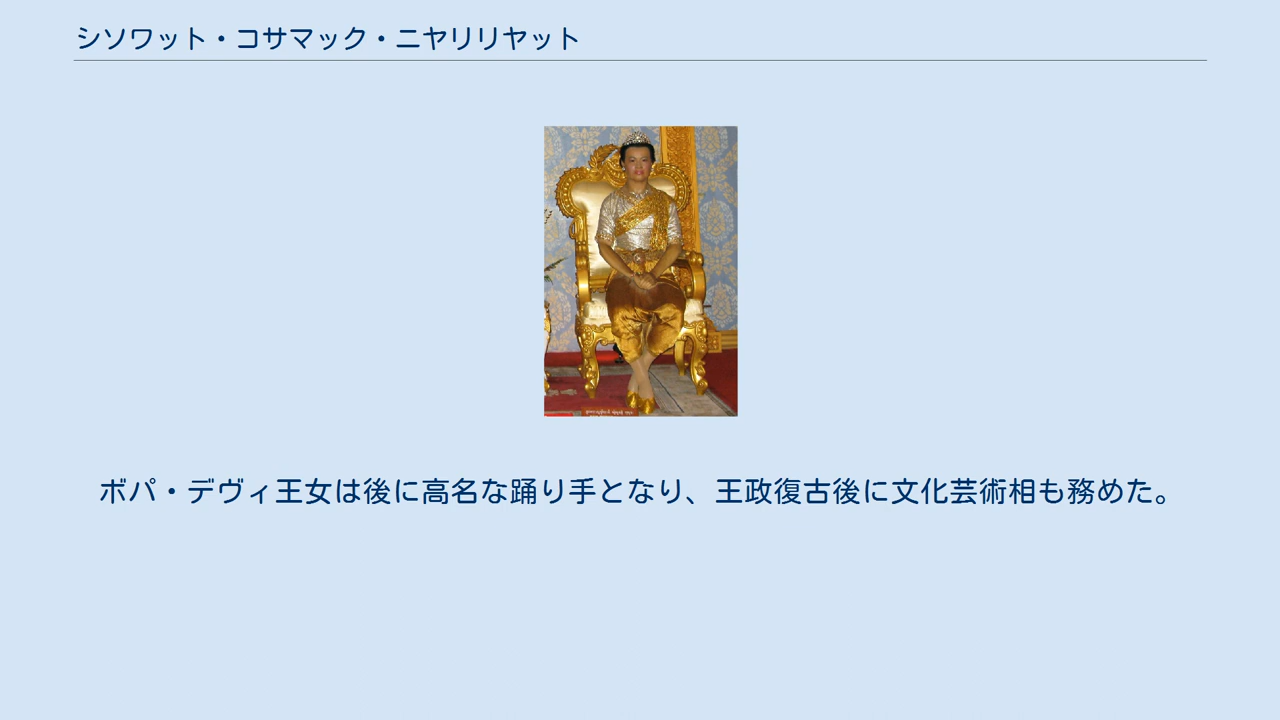 シソワット・コサマック・ニヤリリヤット
ボパ・デヴィ王女は後に高名な踊り手となり、王政復古後に文化芸術相も務めた。